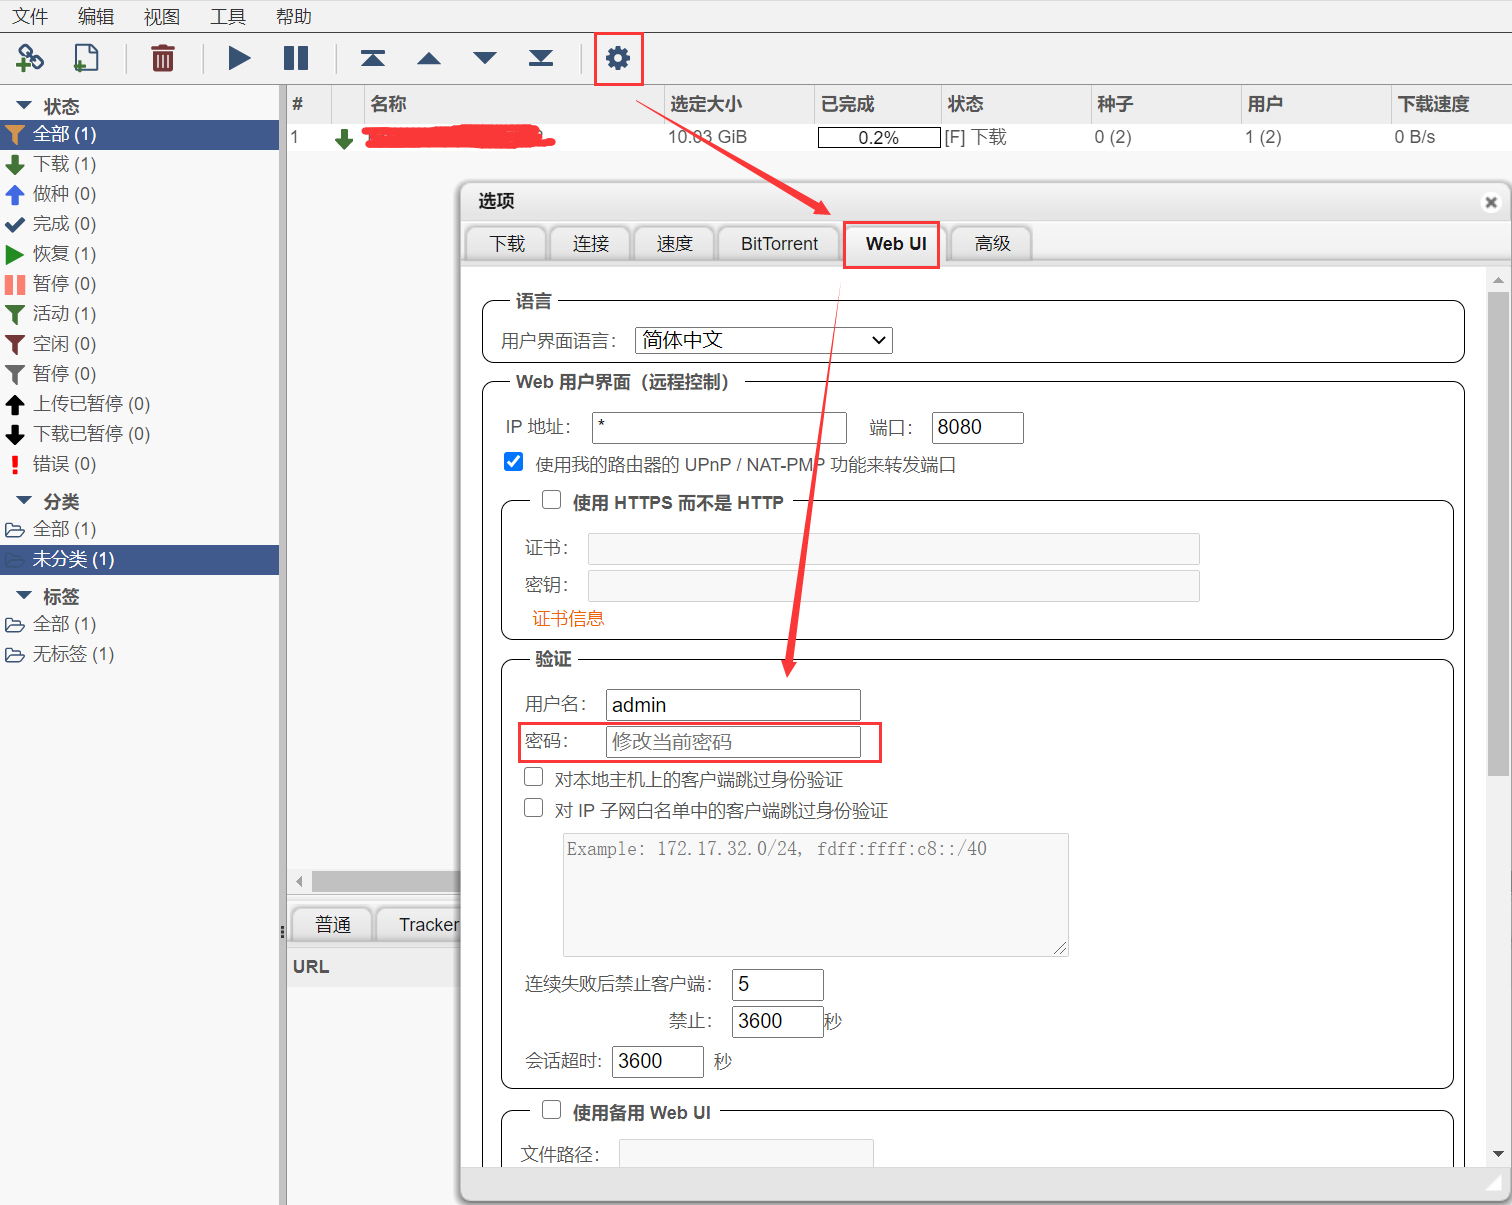 文件 编辑 视图 工具 帮助
状态
全部 (1)
下载 (1)
做种 (0)
完成 (0)
恢复 (1)
暂停 (0)
活动 (1)
空闲 (0)
暂停 (0)
上传已暂停 (0)
下载已暂停 (0)
错误 (0)
分类
全部 (1)
未分类 (1)
标签
全部 (1)
无标签 (1)
# 名称 选定大小 已完成 状态 种子 用户 下载速度
1 10.03 GiB 0.2% [F] 下载 0 (2) 1 (2) 0 B/s
选项
下载 连接 速度 BitTorrent Web UI 高级
语言
用户界面语言： 简体中文
Web 用户界面（远程控制）
IP 地址： * 端口： 8080
使用我的路由器的 UPnP / NAT-PMP 功能来转发端口
使用 HTTPS 而不是 HTTP
证书：
密钥：
证书信息
验证
用户名： admin
密码： 修改当前密码
对本地主机上的客户端跳过身份验证
对 IP 子网白名单中的客户端跳过身份验证
Example: 172.17.32.0/24, fdff:ffff:c8::/40
连续失败后禁止客户端： 5
禁止： 3600秒
会话超时: 3600 秒
使用备用 Web UI
文件路径：
普通 Tracker
URL